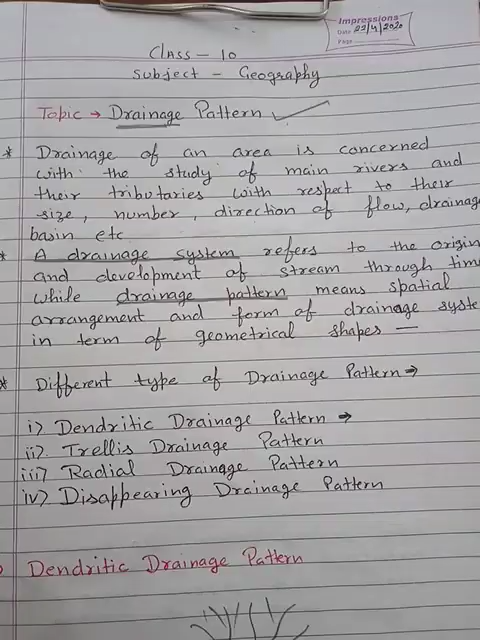 Impressions
Date 22/4/2020
Page
Class - 10
Subject - Geography
Topic → Drainage Pattern
* Drainage of an area is concerned
with the study of main rivers and
their tributaries with respect to their
size, number, direction of flow, drainage
basin etc
* A drainage system refers to the origin
and development of stream through time
while drainage pattern means spatial
arrangement and form of drainage syste
in term of geometrical shapes —
* Different type of Drainage Pattern →
i) Dendritic Drainage Pattern →
ii) Trellis Drainage Pattern
iii) Radial Drainage Pattern
iv) Disappearing Drainage Pattern
Dendritic Drainage Pattern